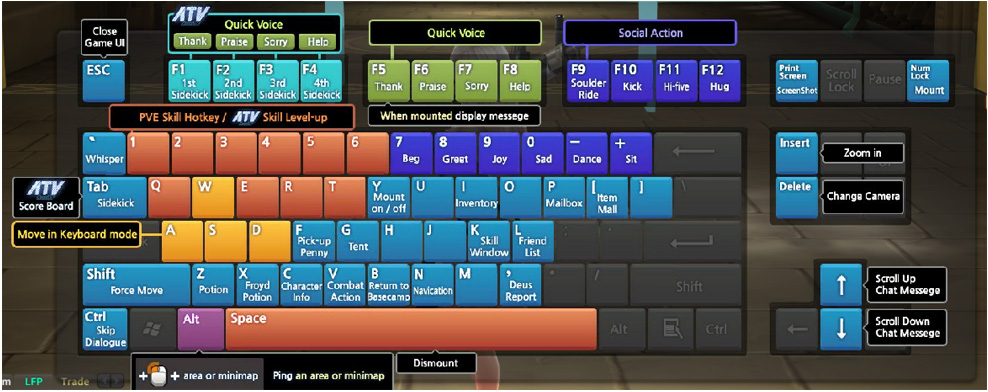 Close
Game UI
ATV
Quick Voice
Thank Praise Sorry Help
Quick Voice
Social Action
ESC
F1
1st
Sidekick
F2
2nd
Sidekick
F3
3rd
Sidekick
F4
4th
Sidekick
F5
Thank
F6
Praise
F7
Sorry
F8
Help
F9
Soulder
Ride
F10
Kick
F11
Hi-five
F12
Hug
Print
Screen
ScreenShot
Scroll
Lock
Pause
Num
Lock
Mount
PVE Skill Hotkey / ATV Skill Level-up
When mounted display messege
`
Whisper
1
2
3
4
5
6
7
Beg
8
Greet
9
Joy
0
Sad
-
Dance
+
Sit
Insert
Zoom in
ATV
Score Board
Tab
Sidekick
Q
W
E
R
T
Y
Mount
on / off
U
I
Inventory
O
P
Mailbox
[
Item
Mall
]
\
Delete
Change Camera
Move in Keyboard mode
A
S
D
F
Pick-up
Penny
G
Tent
H
J
K
Skill
Window
L
Friend
List
Shift
Force Move
Z
Potion
X
Froyd
Potion
C
Character
Info
V
Combat
Action
B
Return to
Basecamp
N
Navigation
M
,
Deus
Report
/
Shift
↑
Scroll Up
Chat Messege
Ctrl
Skip
Dialogue
Alt
Space
Alt
Ctrl
←
↓
Scroll Down
Chat Messege
Dismount
+ + area or minimap Ping an area or minimap
m LFP Trade